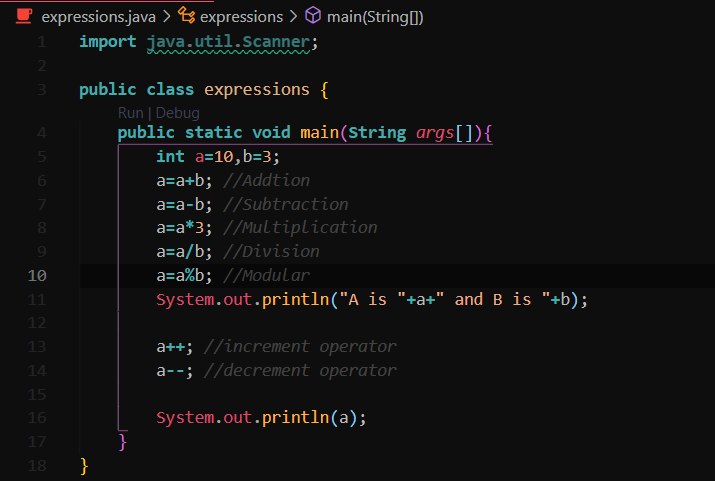 expressions.java > expressions > main(String[])
1 import java.util.Scanner;
2
3 public class expressions {
Run | Debug
4 public static void main(String args[]){
5 int a=10,b=3;
6 a=a+b; //Addtion
7 a=a-b; //Subtraction
8 a=a*3; //Multiplication
9 a=a/b; //Division
10 a=a%b; //Modular
11 System.out.println("A is "+a+" and B is "+b);
12
13 a++; //increment operator
14 a--; //decrement operator
15
16 System.out.println(a);
17 }
18 }